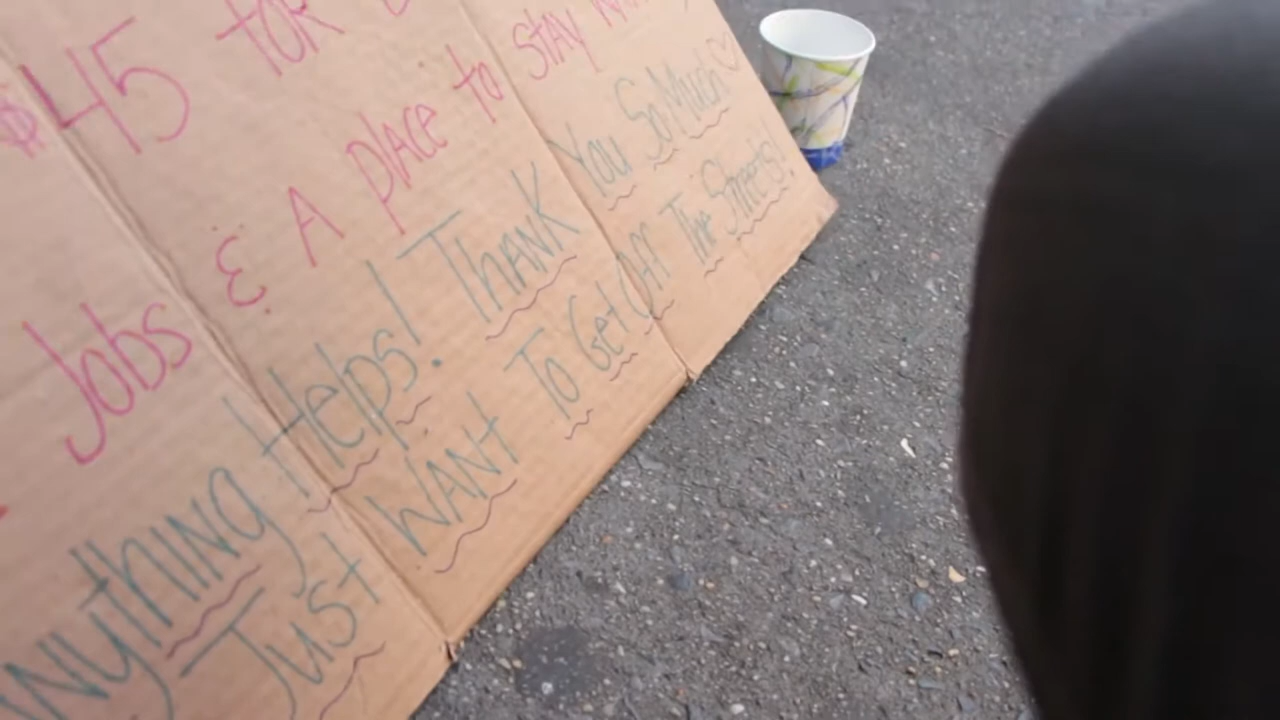 $45 for
Jobs & A place to stay
Anything Helps! Thank You So Much
Just Want To Get Off The Streets!